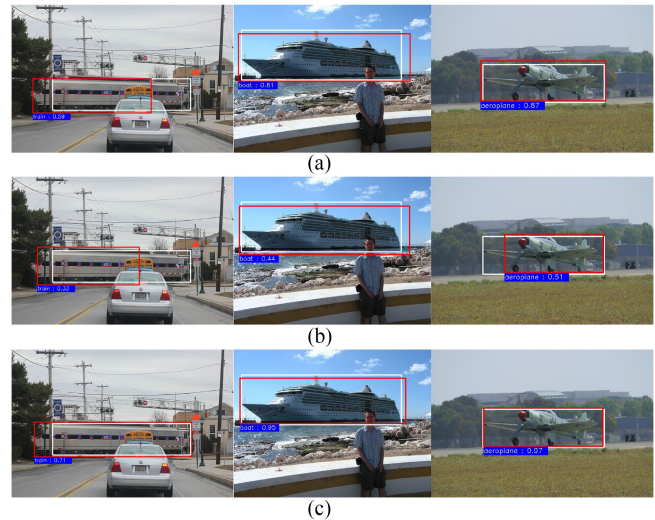 train : 0.59
boat : 0.61
aeroplane : 0.87
(a)
train : 0.33
boat : 0.44
aeroplane : 0.51
(b)
train : 0.71
boat : 0.95
aeroplane : 0.97
(c)